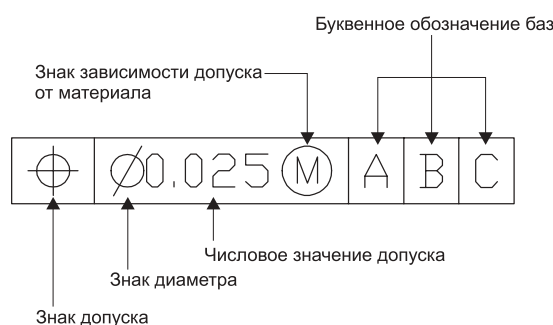 Буквенное обозначение баз
Знак зависимости допуска
от материала
⌀0.025 Ⓜ A B C
Числовое значение допуска
Знак диаметра
Знак допуска